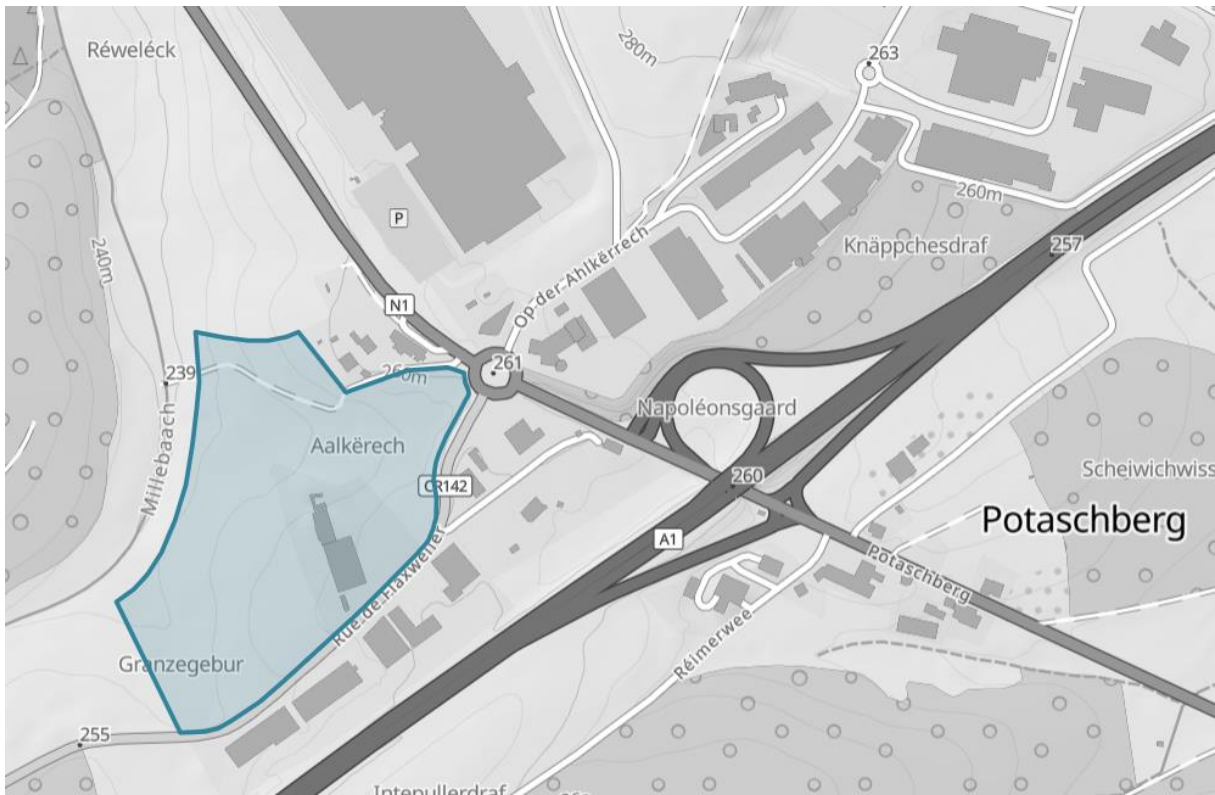 Réweléck
280m
263
240m
P
260m
Knäppchesdraf
257
Op der Ahlkërrech
N1
239
260m
261
Napoléonsgaard
Aalkërech
Millebaach
CR142
260
Scheiwichwiss
Potaschberg
A1
Potaschberg
Rue de Flaxweiler
Réimerwee
Granzegebur
255
Intepullerdraf